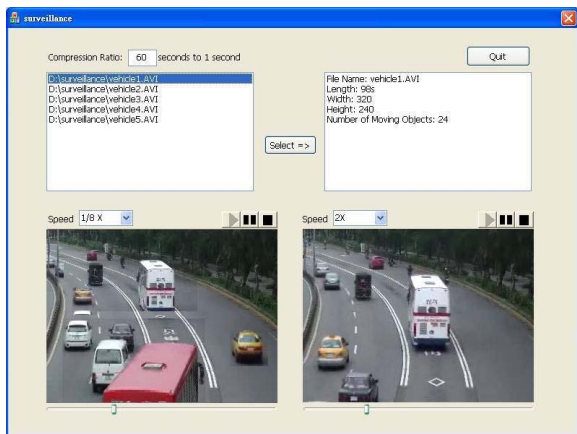 surveillance
Compression Ratio: 60 seconds to 1 second
Quit
D:\surveillance\vehicle1.AVI
D:\surveillance\vehicle2.AVI
D:\surveillance\vehicle3.AVI
D:\surveillance\vehicle4.AVI
D:\surveillance\vehicle5.AVI
Select =>
File Name: vehicle1.AVI
Length: 98s
Width: 320
Height: 240
Number of Moving Objects: 24
Speed 1/8 X
Speed 2X